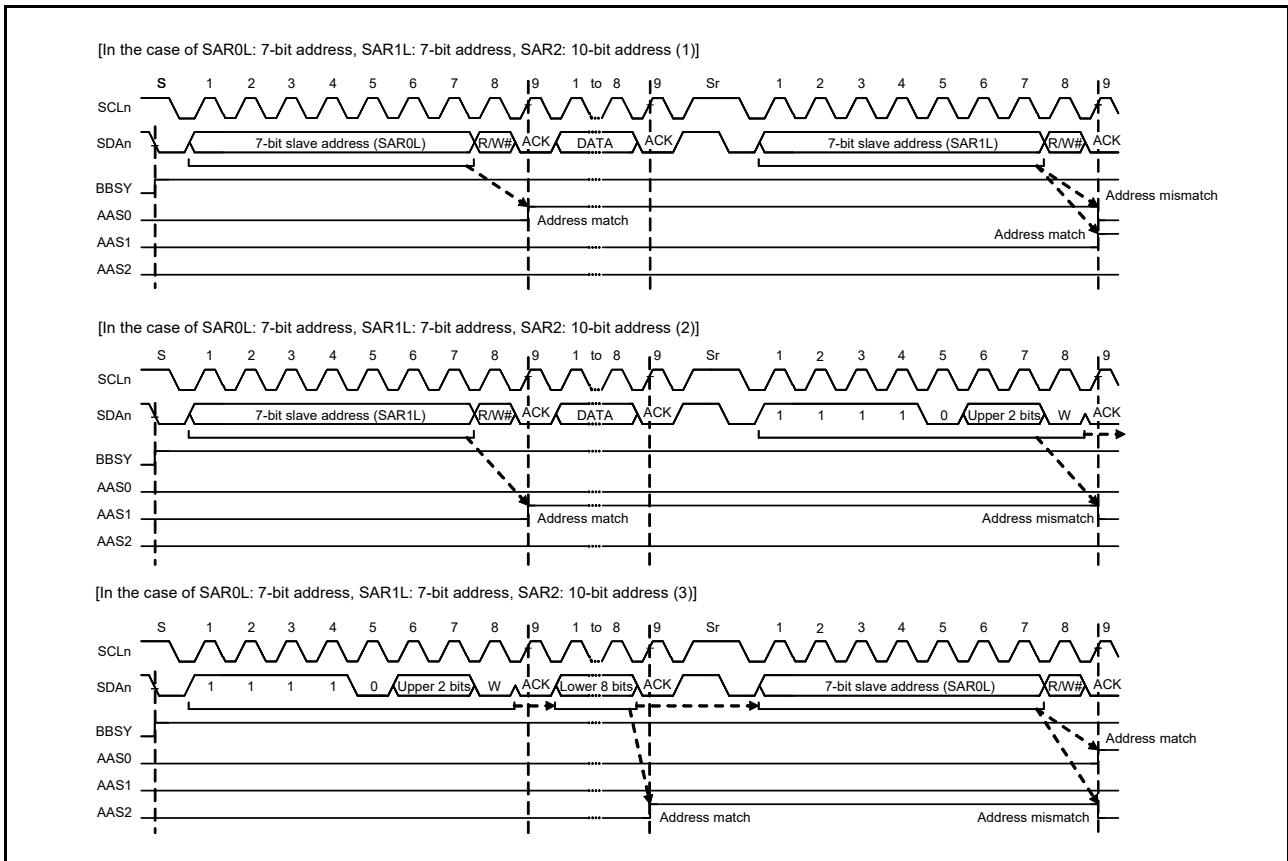 [In the case of SAR0L: 7-bit address, SAR1L: 7-bit address, SAR2: 10-bit address (1)]
S 1 2 3 4 5 6 7 8 9 1 to 8 9 Sr 1 2 3 4 5 6 7 8 9
SCLn
SDAn 7-bit slave address (SAR0L) R/W# ACK DATA ACK 7-bit slave address (SAR1L) R/W# ACK
BBSY
Address mismatch
AAS0 Address match
AAS1 Address match
AAS2
[In the case of SAR0L: 7-bit address, SAR1L: 7-bit address, SAR2: 10-bit address (2)]
S 1 2 3 4 5 6 7 8 9 1 to 8 9 Sr 1 2 3 4 5 6 7 8 9
SCLn
SDAn 7-bit slave address (SAR1L) R/W# ACK DATA ACK 1 1 1 1 0 Upper 2 bits W ACK
BBSY
AAS0
AAS1 Address match Address mismatch
AAS2
[In the case of SAR0L: 7-bit address, SAR1L: 7-bit address, SAR2: 10-bit address (3)]
S 1 2 3 4 5 6 7 8 9 1 to 8 9 Sr 1 2 3 4 5 6 7 8 9
SCLn
SDAn 1 1 1 1 0 Upper 2 bits W ACK Lower 8 bits ACK 7-bit slave address (SAR0L) R/W# ACK
BBSY
Address match
AAS0
AAS1
AAS2 Address match Address mismatch